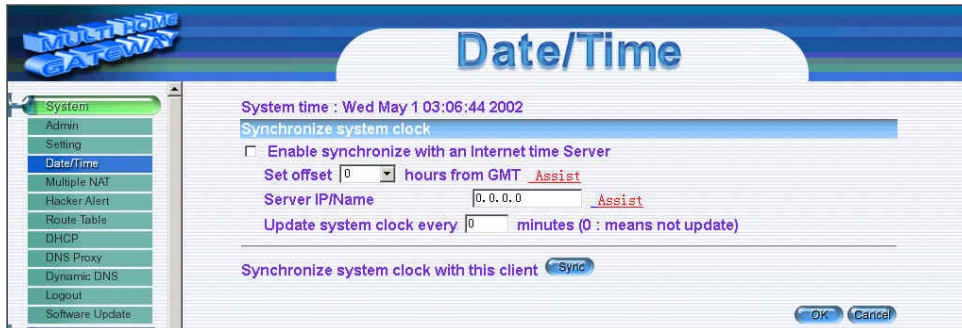 MULTI HOME
GATEWAY
Date/Time
System
Admin
Setting
Date/Time
Multiple NAT
Hacker Alert
Route Table
DHCP
DNS Proxy
Dynamic DNS
Logout
Software Update
System time : Wed May 1 03:06:44 2002
Synchronize system clock
Enable synchronize with an Internet time Server
Set offset 0 hours from GMT Assist
Server IP/Name 0.0.0.0 Assist
Update system clock every 0 minutes (0 : means not update)
Synchronize system clock with this client Sync
OK Cancel